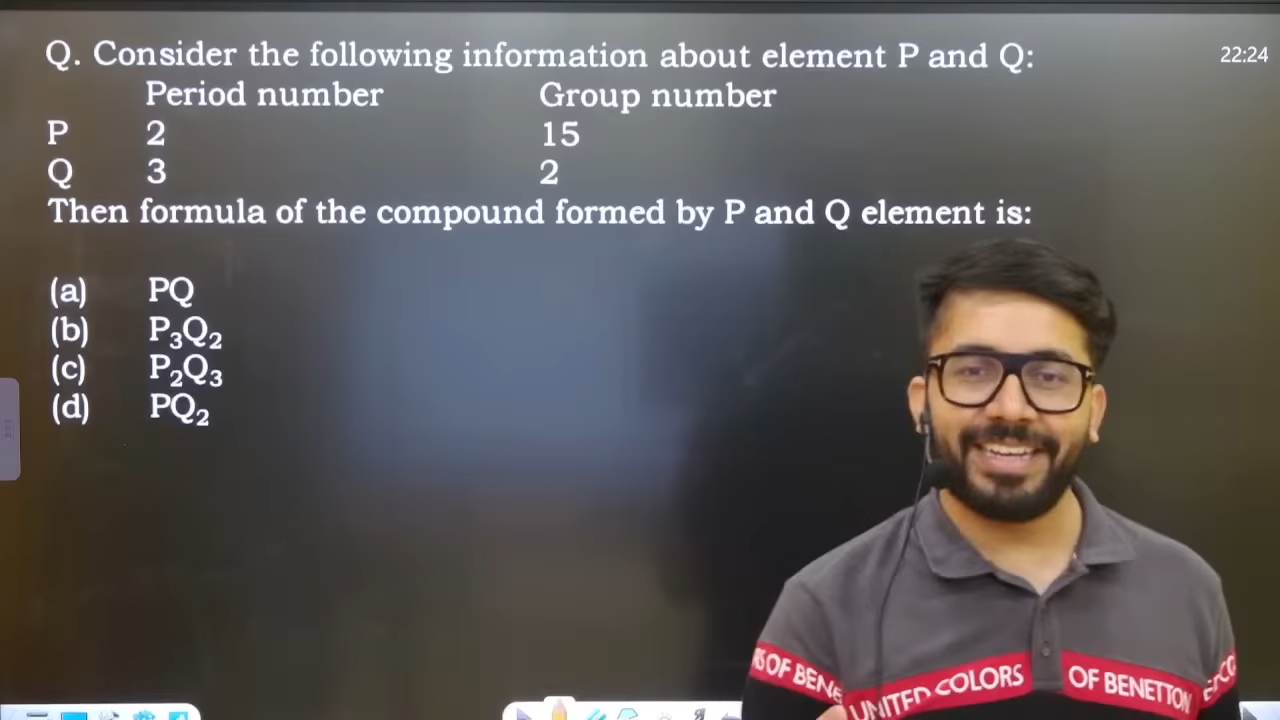 Q. Consider the following information about element P and Q:
22:24
Period number Group number
P 2 15
Q 3 2
Then formula of the compound formed by P and Q element is:
(a) PQ
(b) P₃Q₂
(c) P₂Q₃
(d) PQ₂
UNITED COLORS OF BENETTON